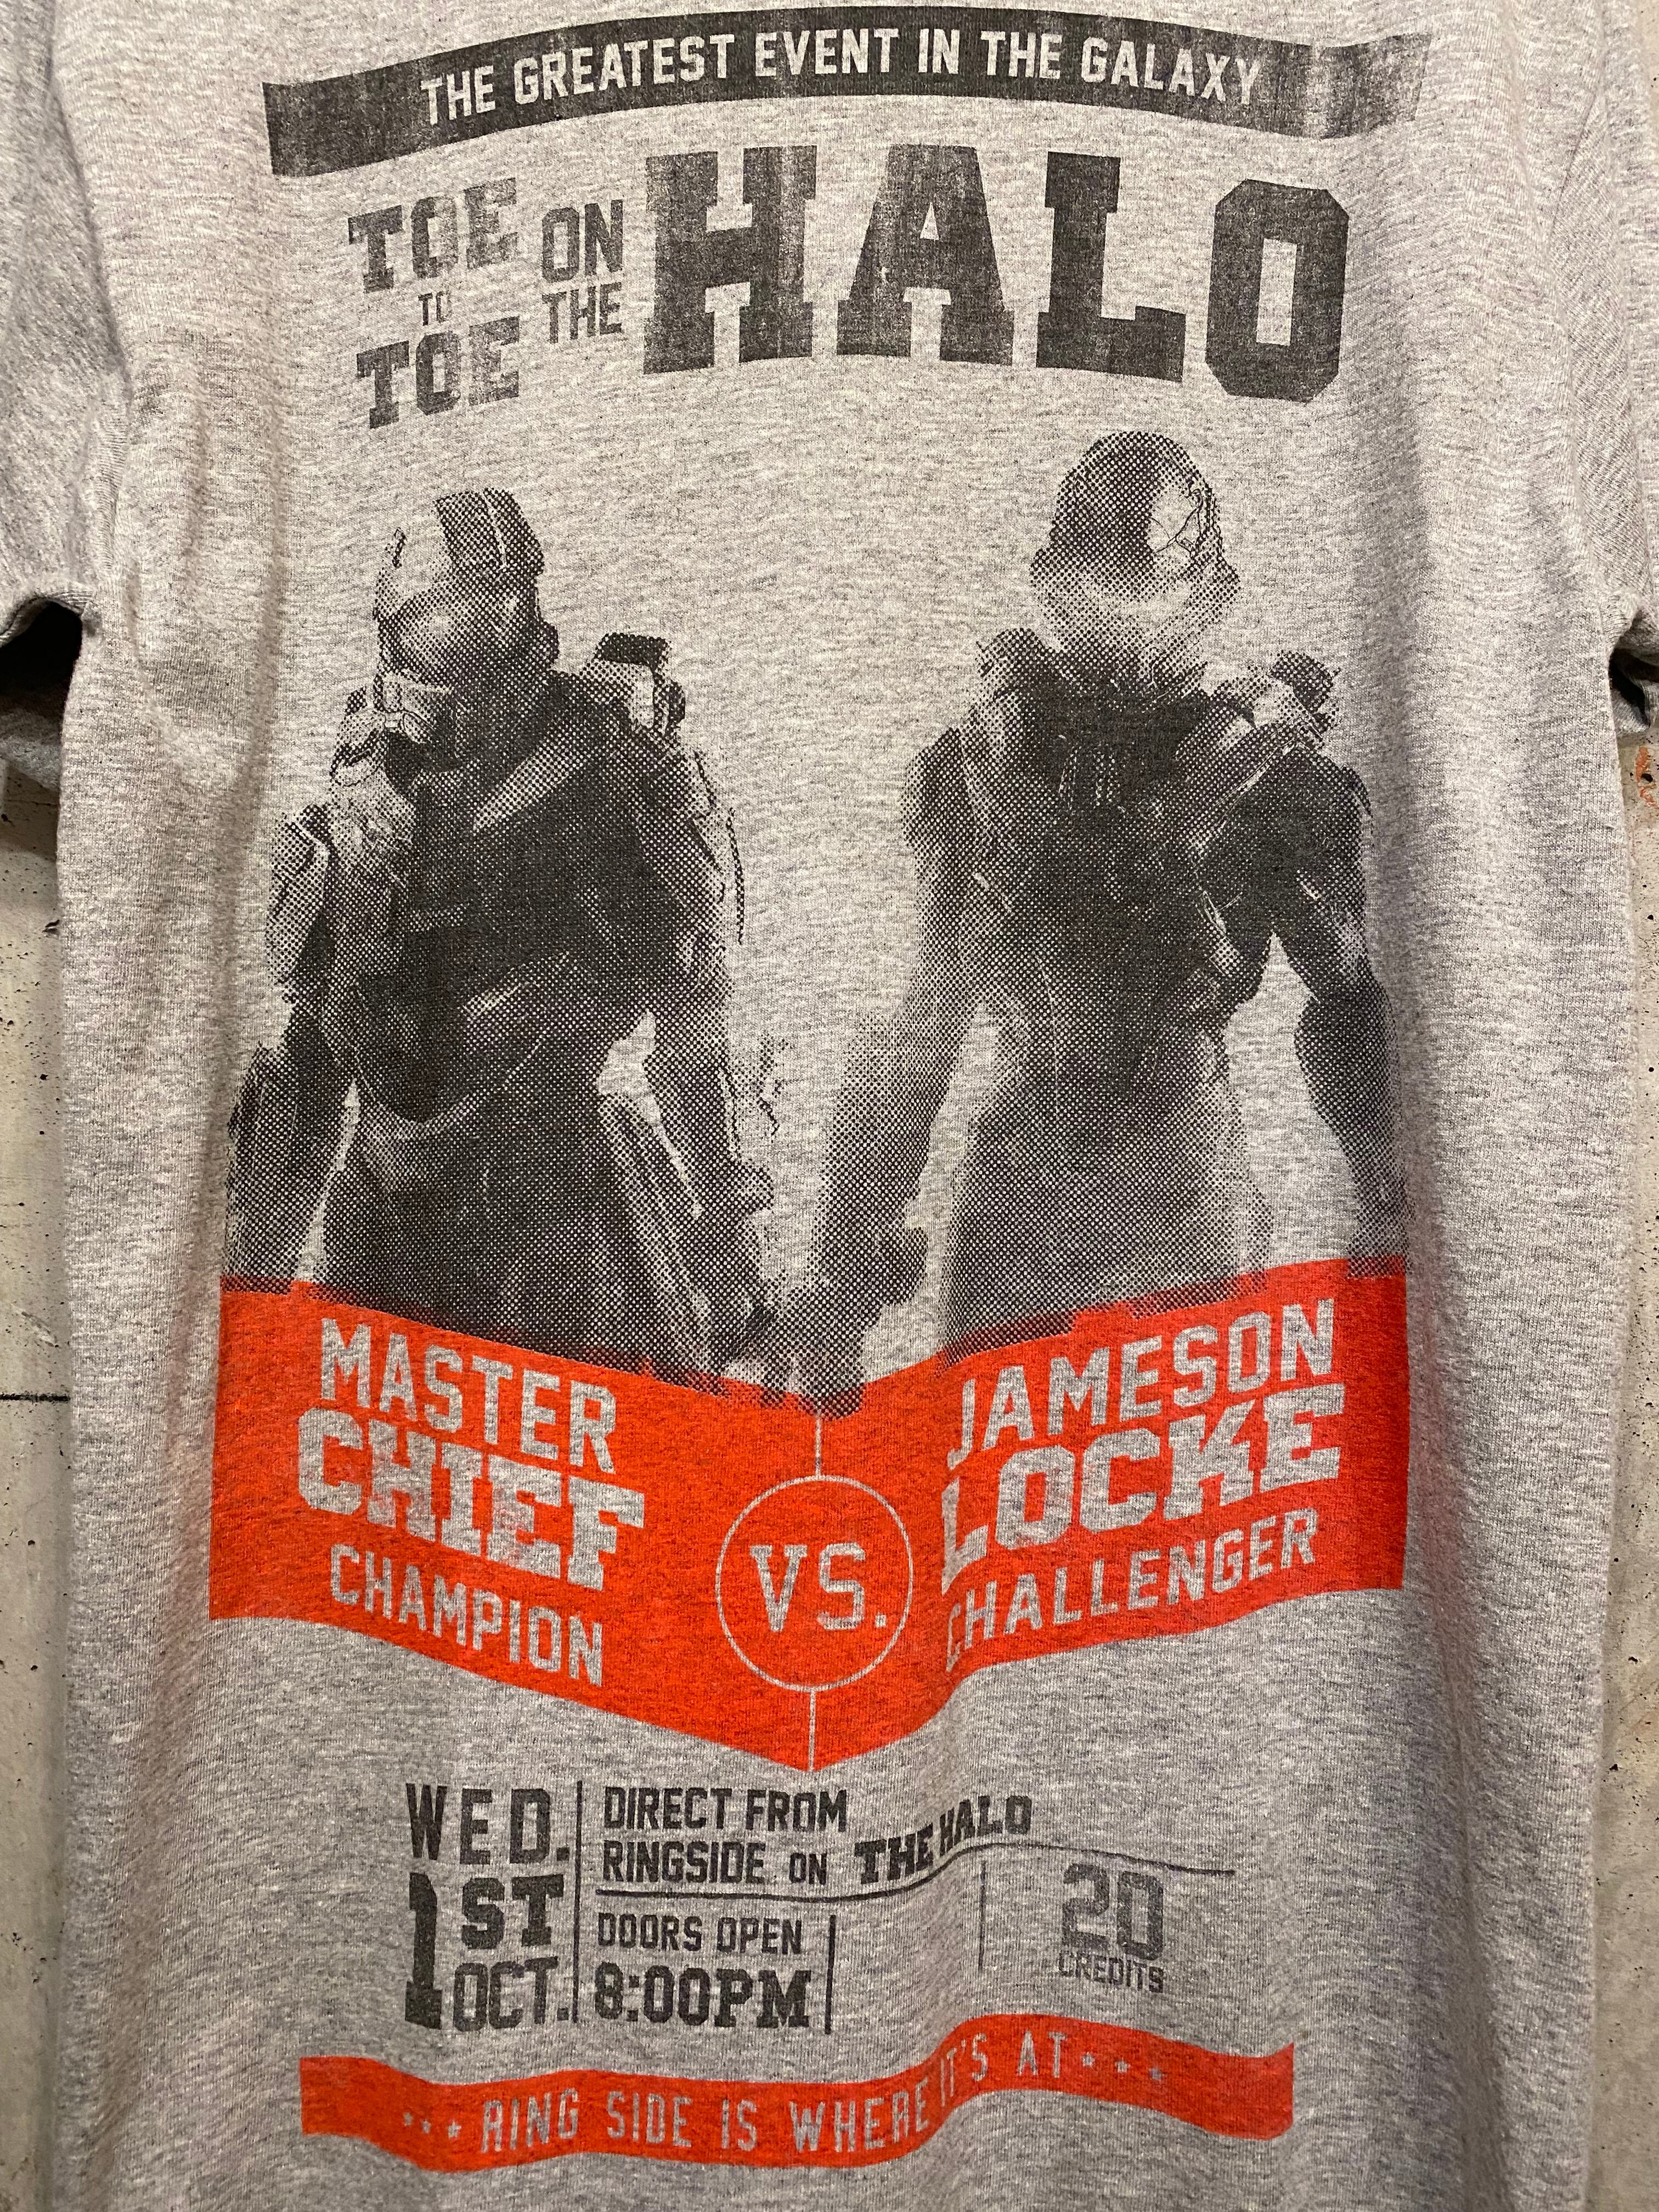 THE GREATEST EVENT IN THE GALAXY
TOE
TO
TOE
ON
THE
HALO
MASTER
CHIEF
CHAMPION
VS.
JAMESON
LOCKE
CHALLENGER
WED.
1ST
OCT.
DIRECT FROM
RINGSIDE ON THE HALO
DOORS OPEN
8:00PM
20
CREDITS
RING SIDE IS WHERE IT'S AT